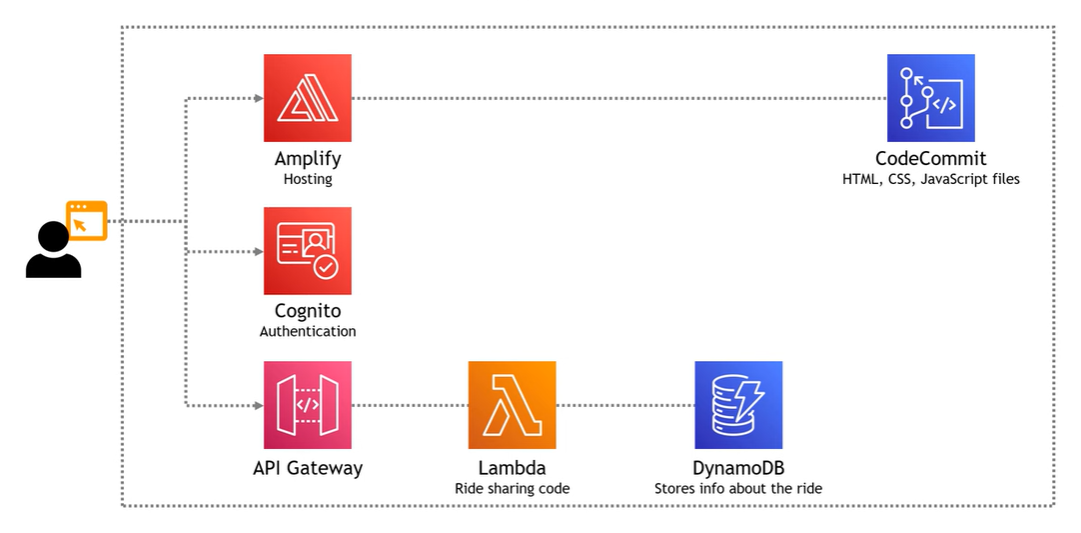 Amplify
Hosting
CodeCommit
HTML, CSS, JavaScript files
Cognito
Authentication
API Gateway
Lambda
Ride sharing code
DynamoDB
Stores info about the ride